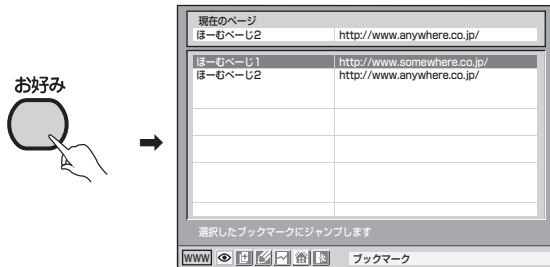 お好み
現在のページ
ほーむぺーじ2 http://www.anywhere.co.jp/
ほーむぺーじ1 http://www.somewhere.co.jp/
ほーむぺーじ2 http://www.anywhere.co.jp/
選択したブックマークにジャンプします
WWW ブックマーク